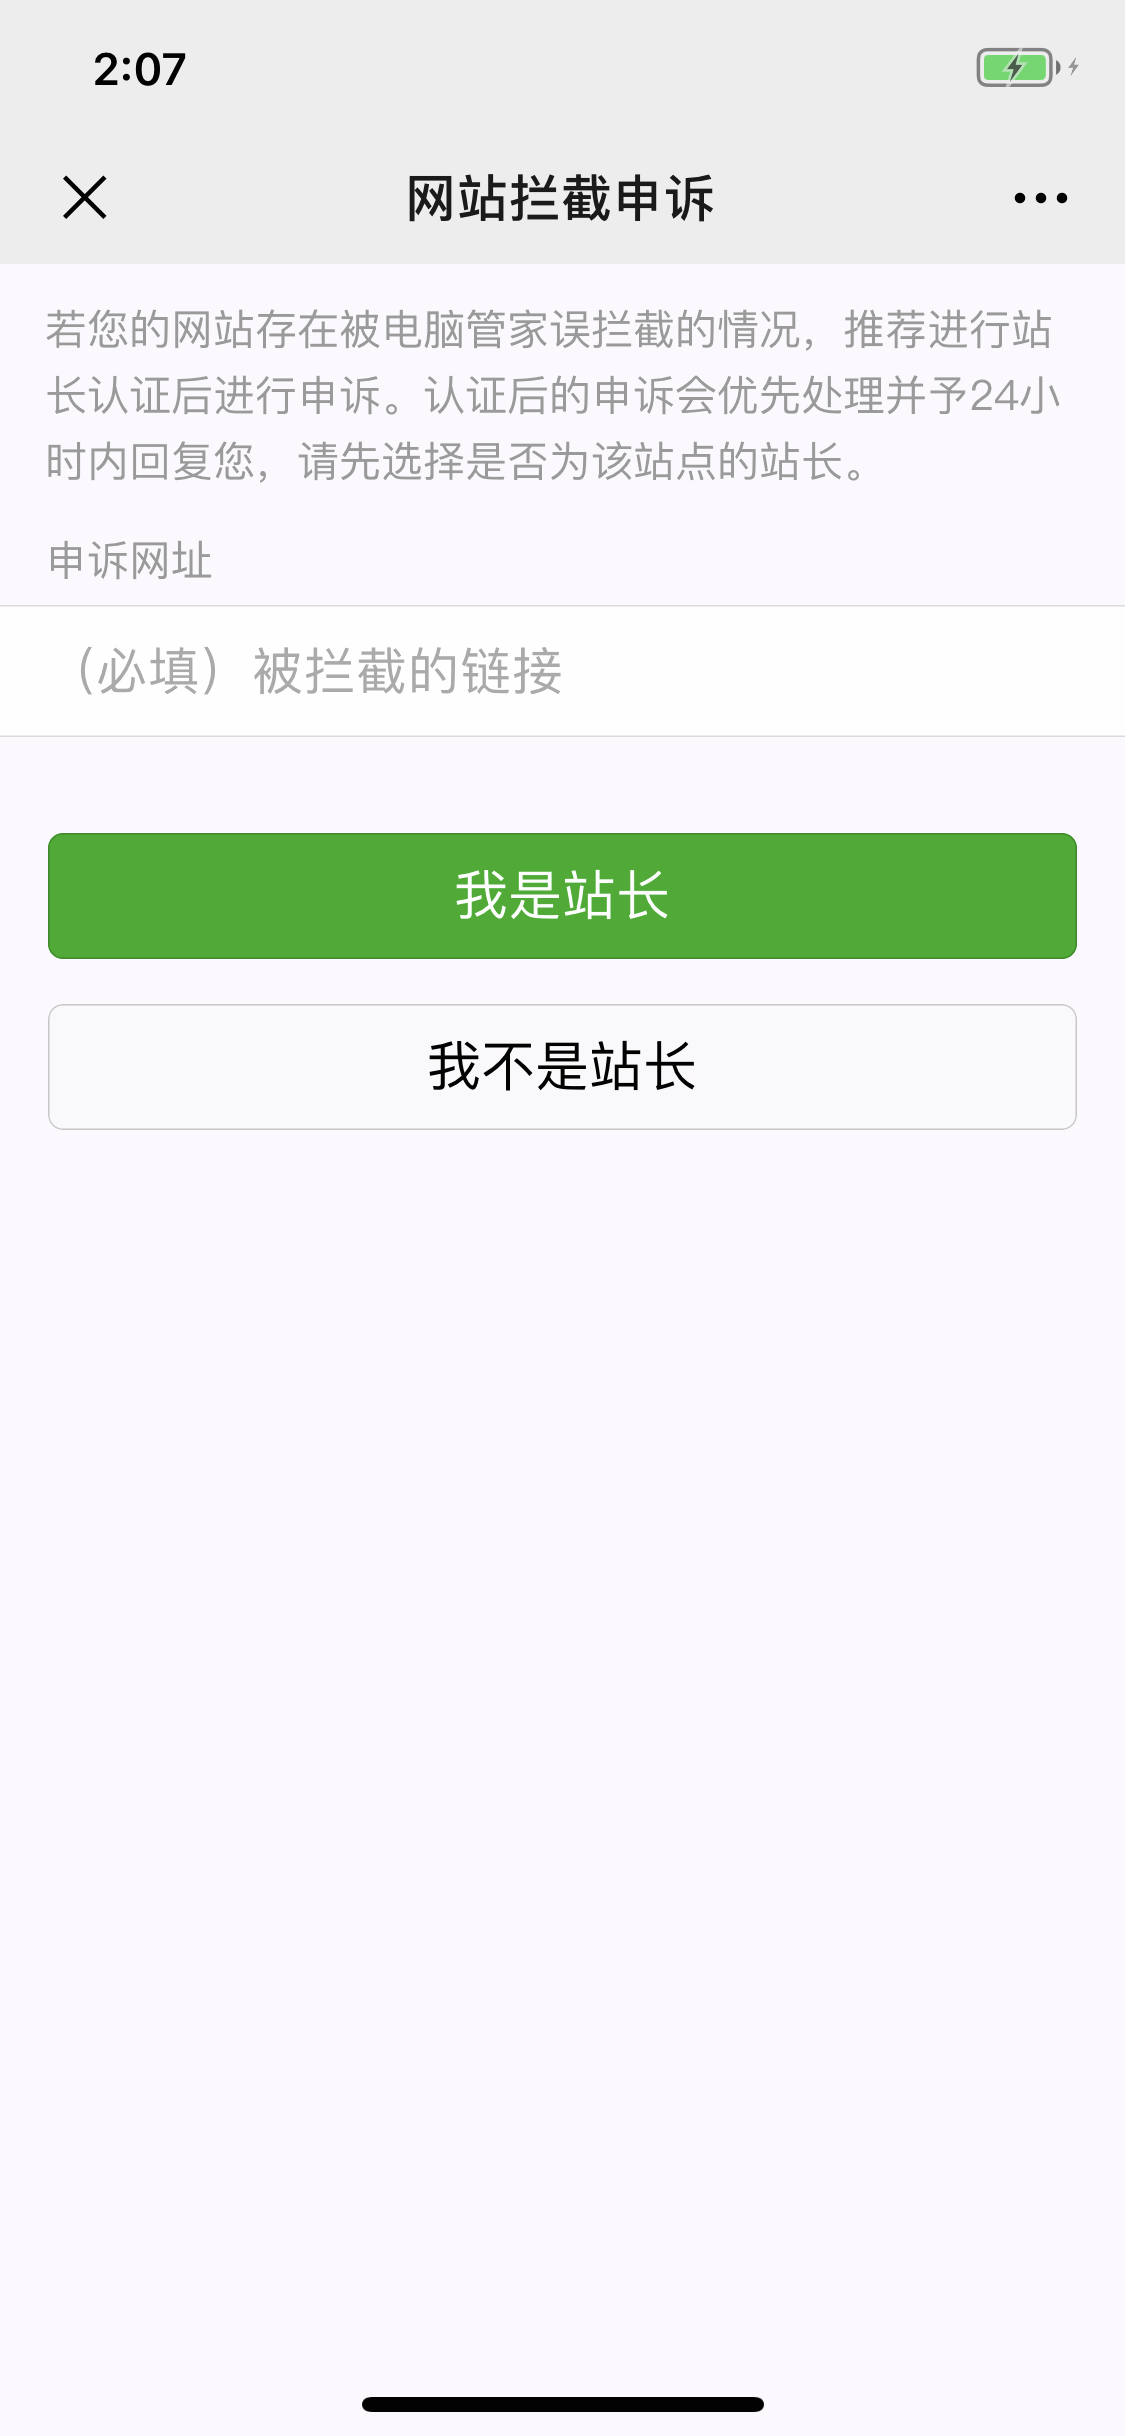 2:07
网站拦截申诉
若您的网站存在被电脑管家误拦截的情况，推荐进行站
长认证后进行申诉。认证后的申诉会优先处理并予24小
时内回复您，请先选择是否为该站点的站长。
申诉网址
（必填）被拦截的链接
我是站长
我不是站长